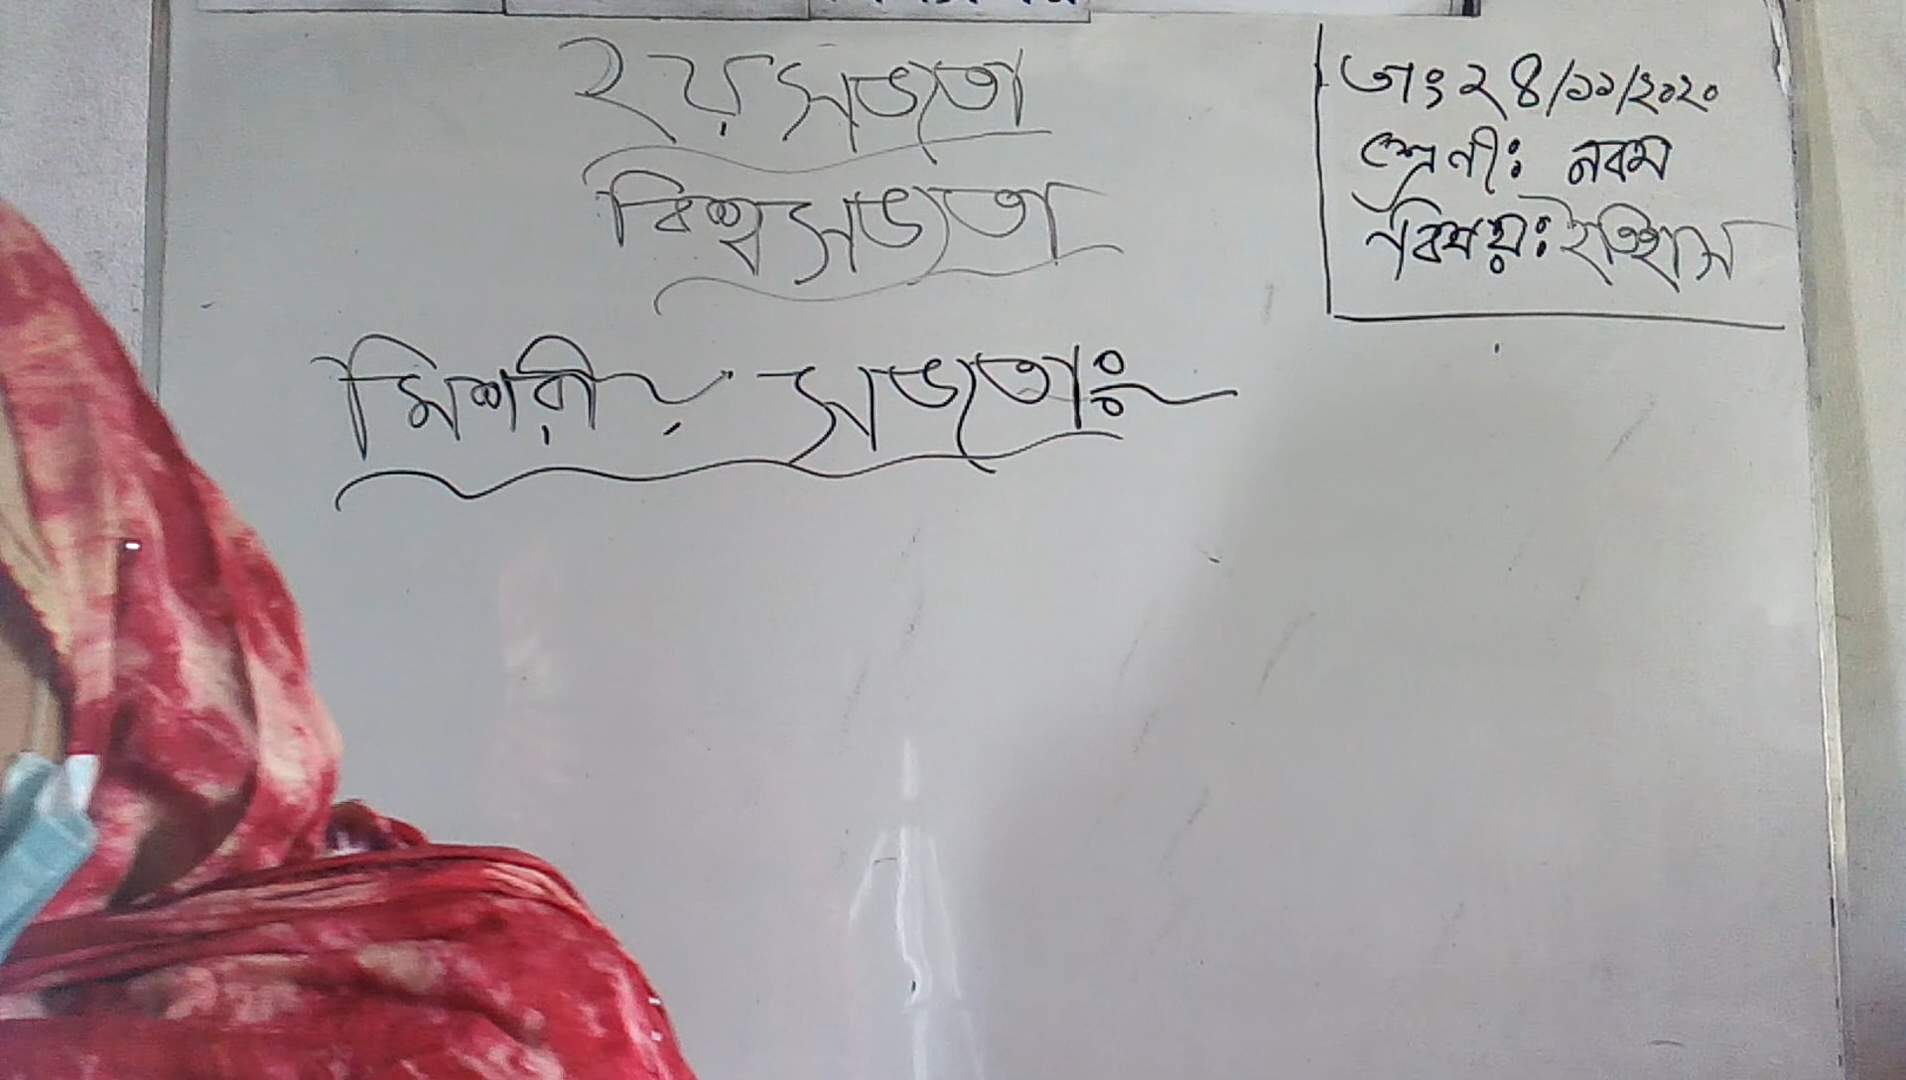 ২য় সভ্যতা
বিশ্বসভ্যতা
মিশরীয় সভ্যতাঃ
তাং ২৪/১১/২০২০
শ্রেণীঃ নবম
বিষয়ঃ ইতিহাস